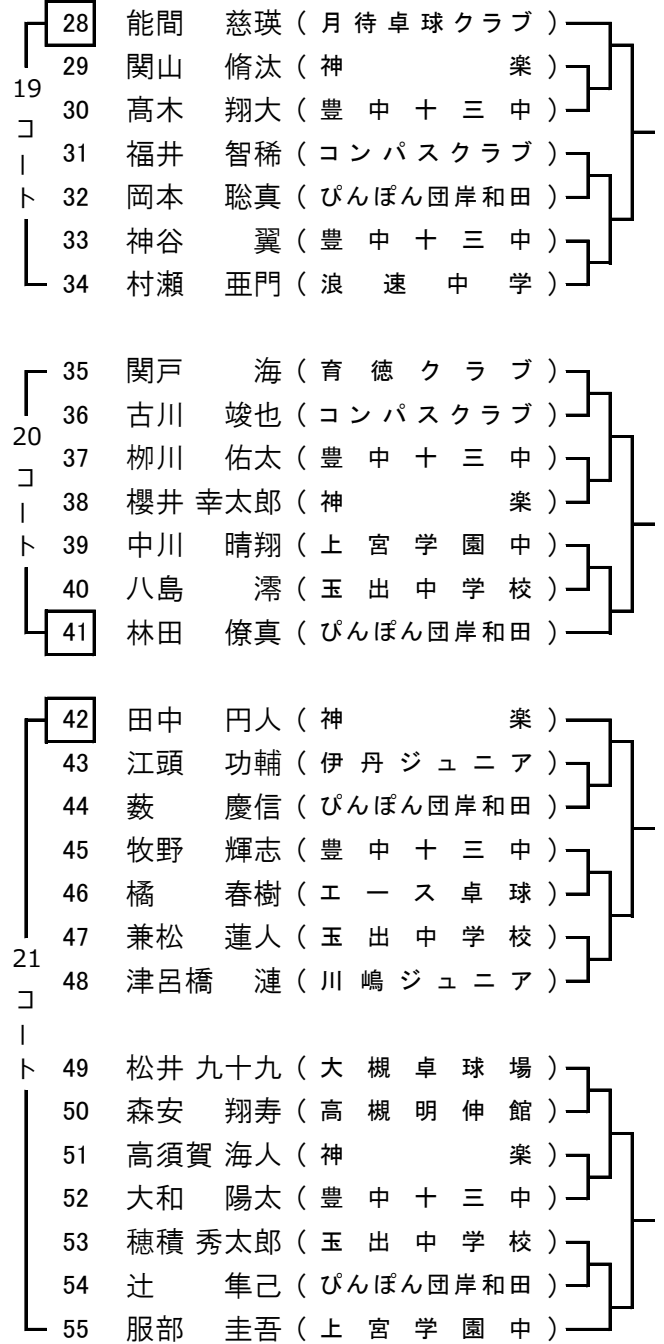 28 能間 慈瑛 ( 月待卓球クラブ )
29 関山 脩汰 ( 神楽 )
30 髙木 翔大 ( 豊中十三中 )
31 福井 智稀 ( コンパスクラブ )
32 岡本 聡真 ( ぴんぽん団岸和田 )
33 神谷 翼 ( 豊中十三中 )
34 村瀬 亜門 ( 浪速中学 )
19コート
35 関戸 海 ( 育徳クラブ )
36 古川 竣也 ( コンパスクラブ )
37 栁川 佑太 ( 豊中十三中 )
38 櫻井 幸太郎 ( 神楽 )
39 中川 晴翔 ( 上宮学園中 )
40 八島 澪 ( 玉出中学校 )
41 林田 僚真 ( ぴんぽん団岸和田 )
20コート
42 田中 円人 ( 神楽 )
43 江頭 功輔 ( 伊丹ジュニア )
44 薮 慶信 ( ぴんぽん団岸和田 )
45 牧野 輝志 ( 豊中十三中 )
46 橘 春樹 ( エース卓球 )
47 兼松 蓮人 ( 玉出中学校 )
48 津呂橋 漣 ( 川嶋ジュニア )
21コート
49 松井 九十九 ( 大槻卓球場 )
50 森安 翔寿 ( 高槻明伸館 )
51 高須賀 海人 ( 神楽 )
52 大和 陽太 ( 豊中十三中 )
53 穂積 秀太郎 ( 玉出中学校 )
54 辻 隼己 ( ぴんぽん団岸和田 )
55 服部 圭吾 ( 上宮学園中 )